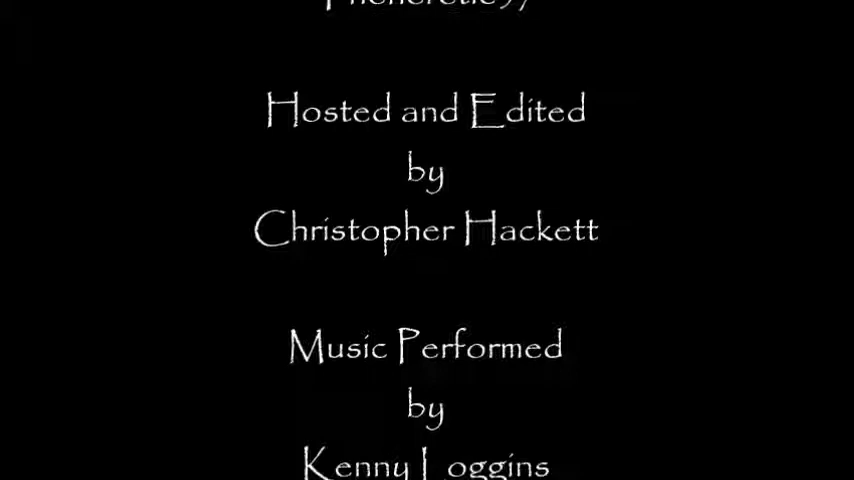 Hosted and Edited
by
Christopher Hackett
Music Performed
by
Kenny Loggins